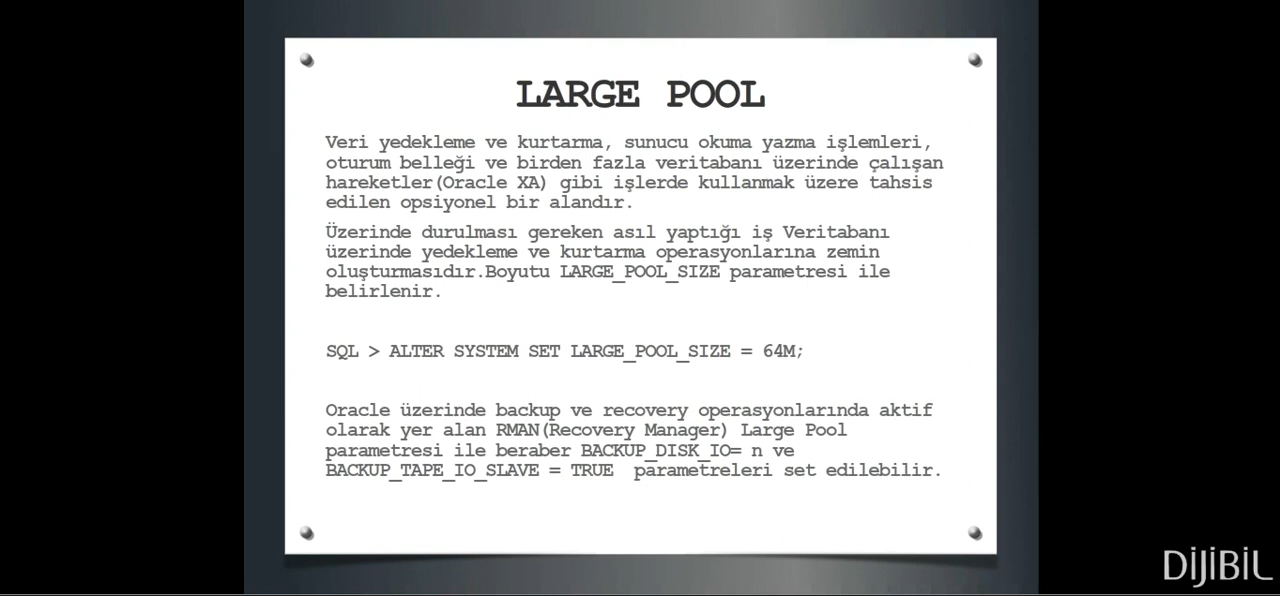 LARGE POOL
Veri yedekleme ve kurtarma, sunucu okuma yazma işlemleri,
oturum belleği ve birden fazla veritabanı üzerinde çalışan
hareketler(Oracle XA) gibi işlerde kullanmak üzere tahsis
edilen opsiyonel bir alandır.
Üzerinde durulması gereken asıl yaptığı iş Veritabanı
üzerinde yedekleme ve kurtarma operasyonlarına zemin
oluşturmasıdır.Boyutu LARGE_POOL_SIZE parametresi ile
belirlenir.
SQL > ALTER SYSTEM SET LARGE_POOL_SIZE = 64M;
Oracle üzerinde backup ve recovery operasyonlarında aktif
olarak yer alan RMAN(Recovery Manager) Large Pool
parametresi ile beraber BACKUP_DISK_IO= n ve
BACKUP_TAPE_IO_SLAVE = TRUE  parametreleri set edilebilir.
DİJİBİL